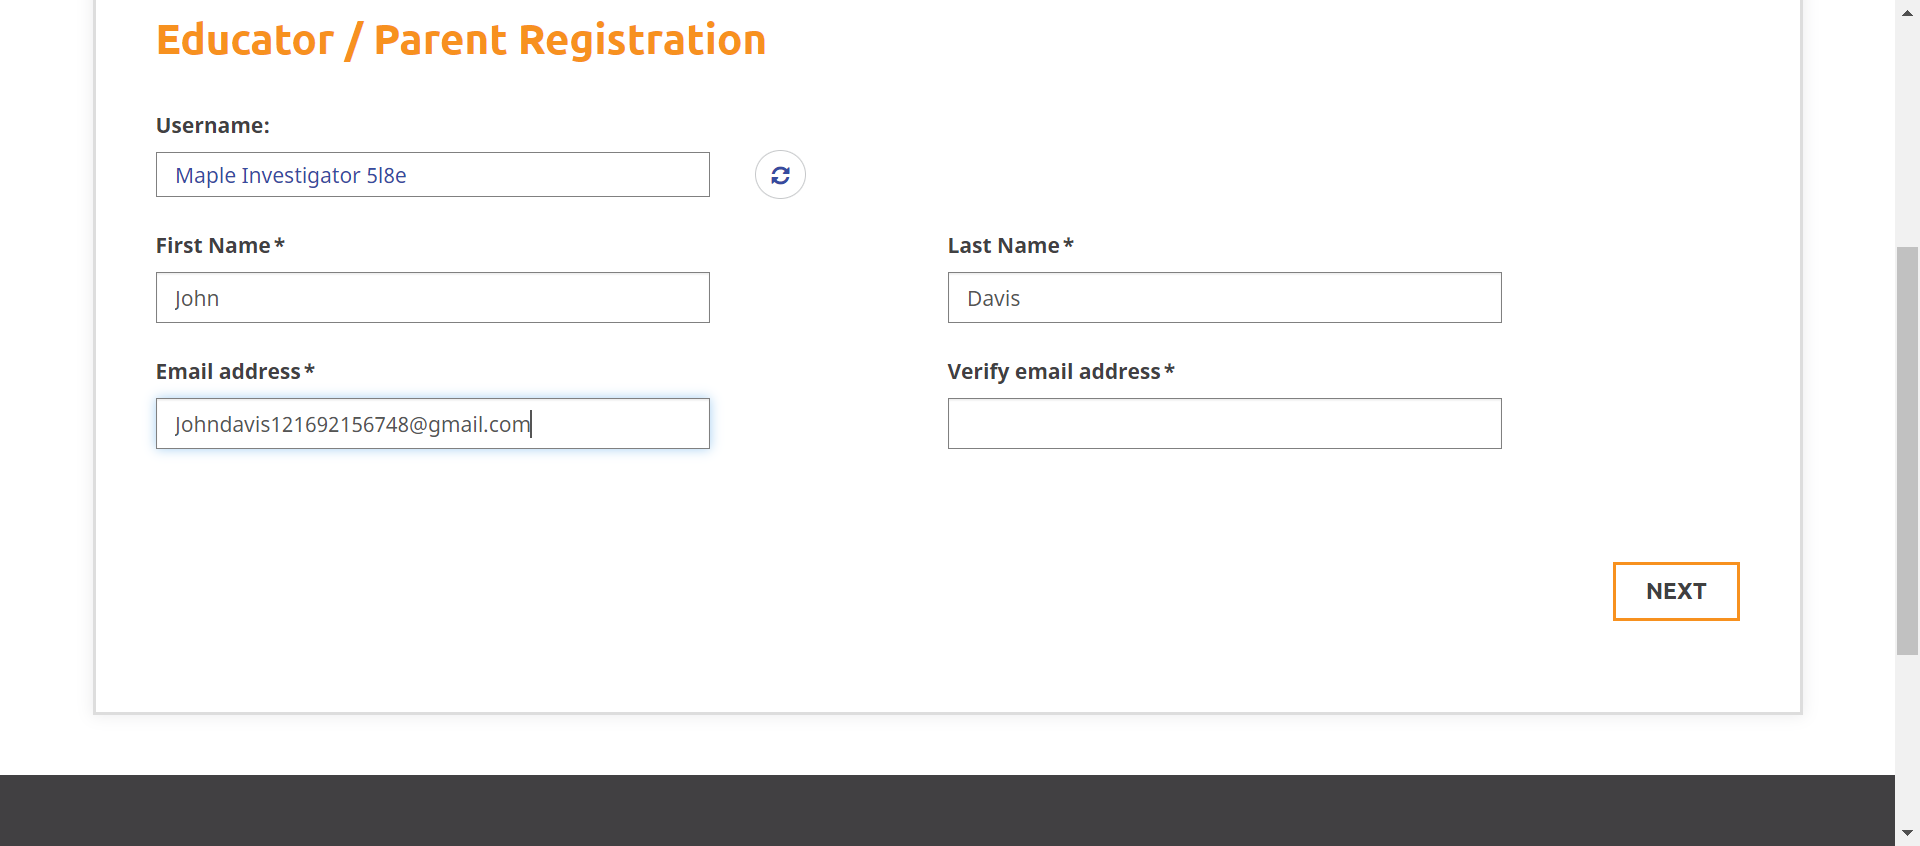 Educator / Parent Registration
Username:
Maple Investigator 5l8e
First Name*
Last Name*
John
Davis
Email address*
Verify email address*
Johndavis121692156748@gmail.com
NEXT